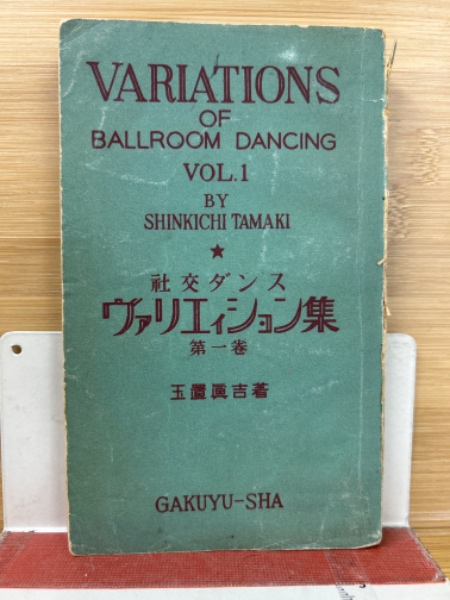 VARIATIONS
OF
BALLROOM DANCING
VOL.1
BY
SHINKICHI TAMAKI
★
社交ダンス
ヴァリエィション集
第一巻
玉置眞吉著
GAKUYU-SHA